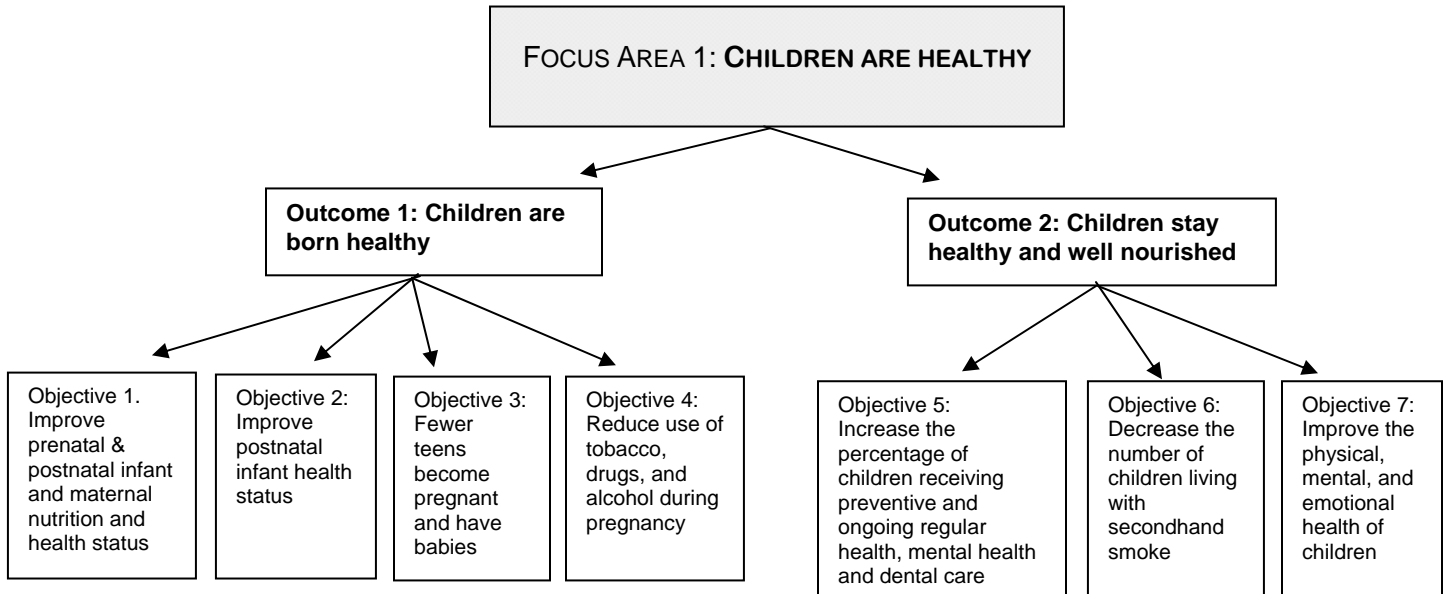 FOCUS AREA 1: CHILDREN ARE HEALTHY
Outcome 1: Children are
born healthy
Outcome 2: Children stay
healthy and well nourished
Objective 1.
Improve
prenatal &
postnatal infant
and maternal
nutrition and
health status
Objective 2:
Improve
postnatal
infant health
status
Objective 3:
Fewer
teens
become
pregnant
and have
babies
Objective 4:
Reduce use of
tobacco,
drugs, and
alcohol during
pregnancy
Objective 5:
Increase the
percentage of
children receiving
preventive and
ongoing regular
health, mental health
and dental care
Objective 6:
Decrease the
number of
children living
with
secondhand
smoke
Objective 7:
Improve the
physical,
mental, and
emotional
health of
children